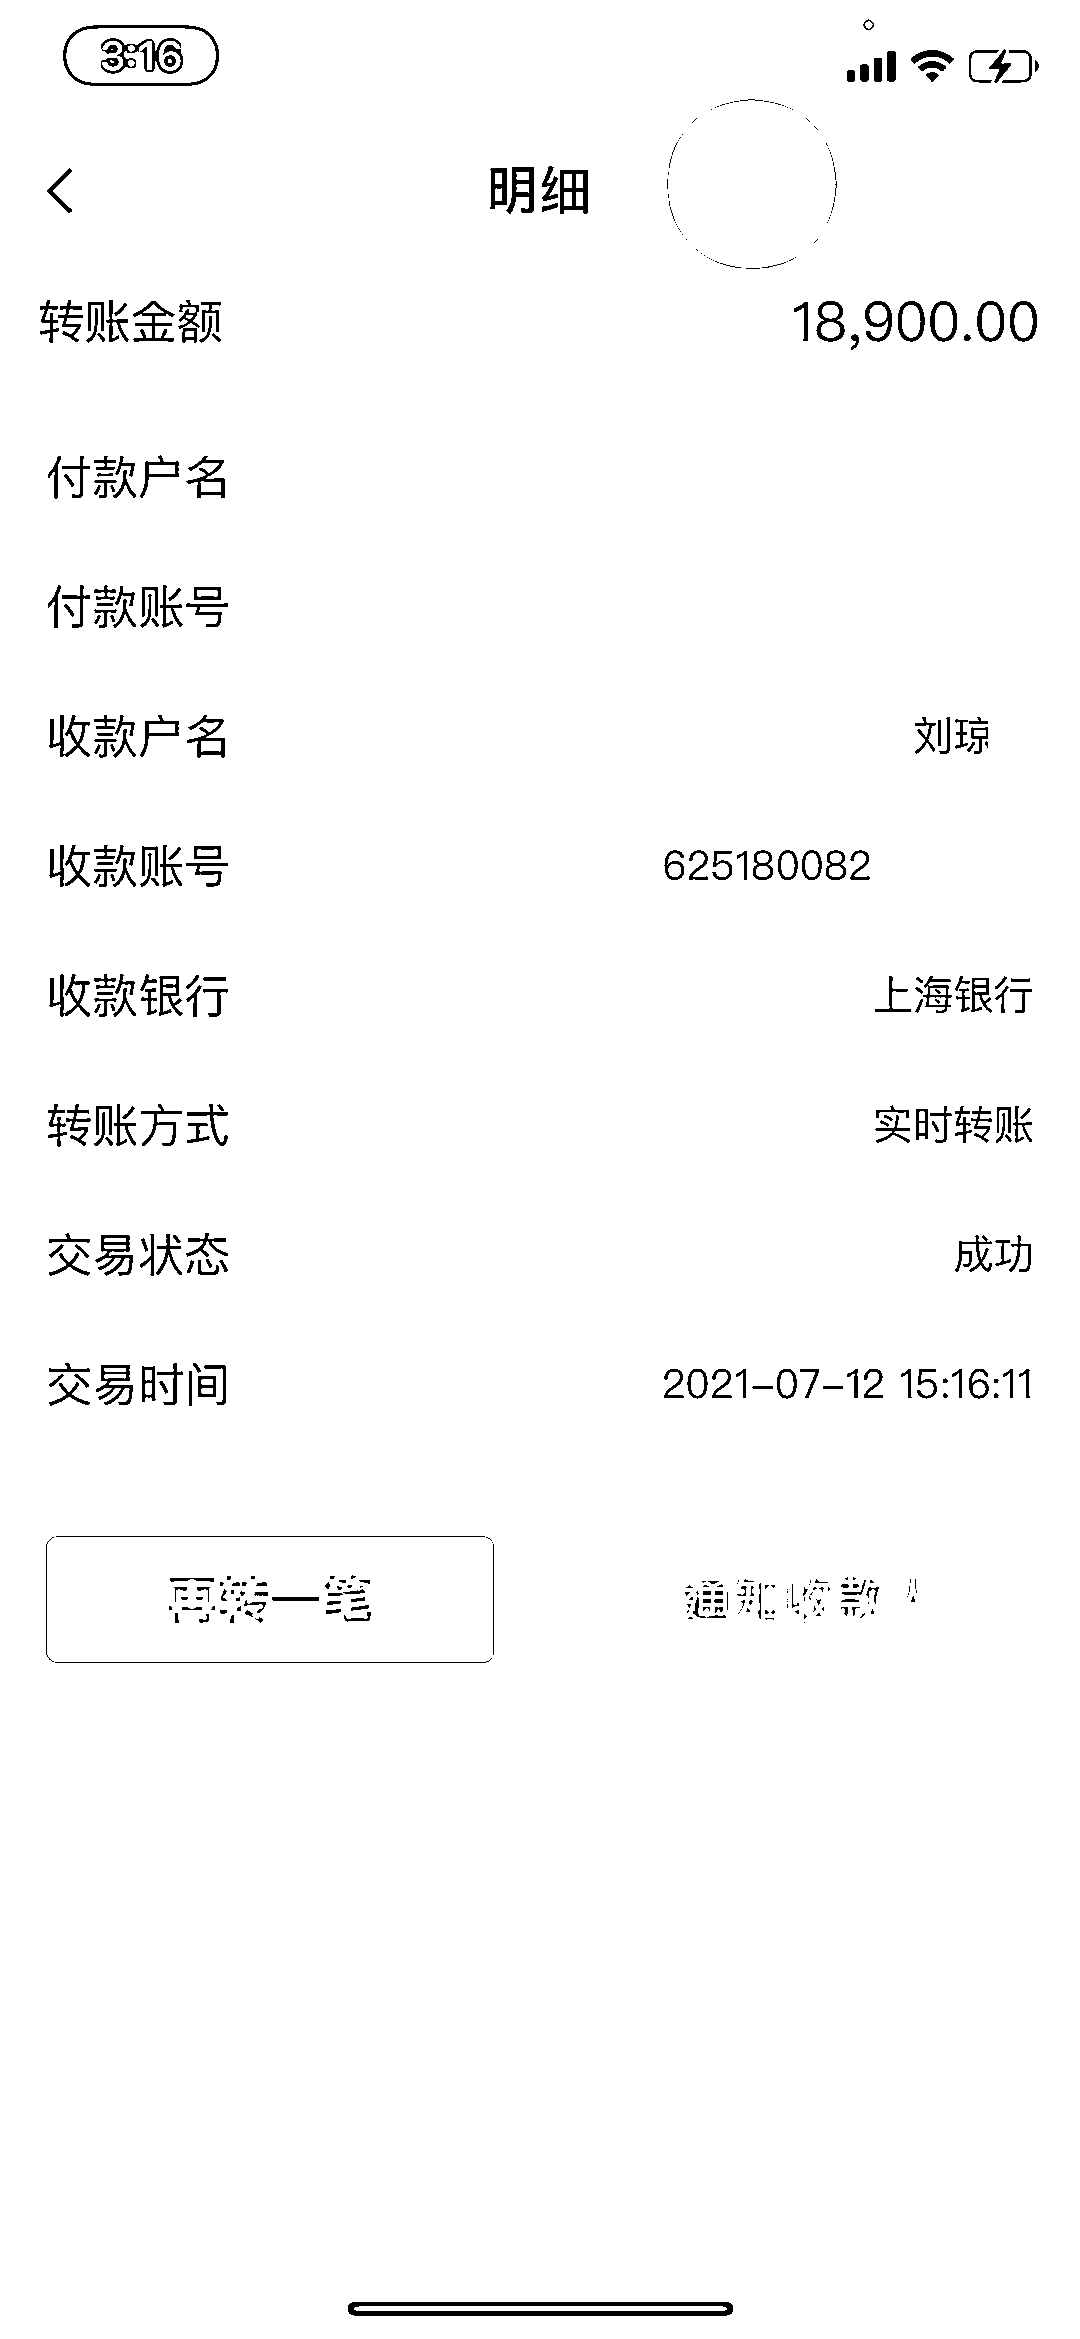 3:16
明细
转账金额 18,900.00
付款户名
付款账号
收款户名 刘琼
收款账号 625180082
收款银行 上海银行
转账方式 实时转账
交易状态 成功
交易时间 2021-07-12 15:16:11
再转一笔 通知收款人